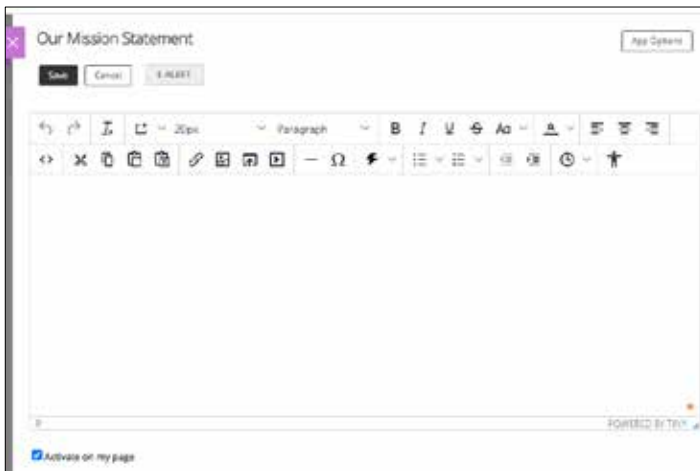 Our Mission Statement
App Options
Save Cancel E-ALERT
20px Paragraph B I U S Aa A
Ω
P
POWERED BY TINY
Activate on my page